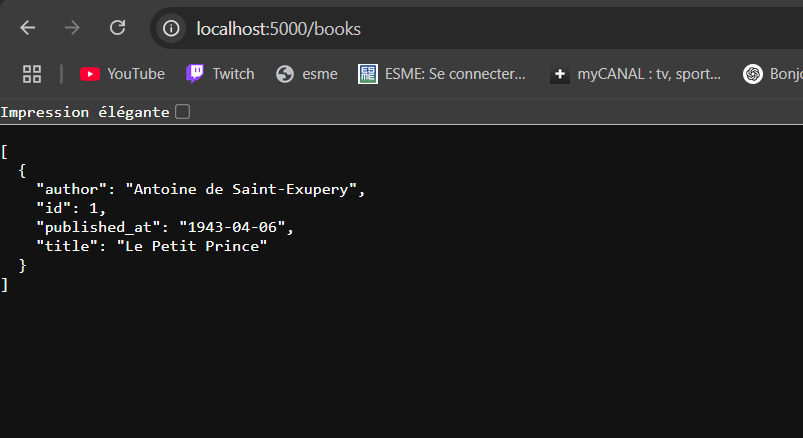 localhost:5000/books
YouTube Twitch esme ESME: Se connecter... myCANAL : tv, sport... Bonjo
Impression élégante
[
  {
    "author": "Antoine de Saint-Exupery",
    "id": 1,
    "published_at": "1943-04-06",
    "title": "Le Petit Prince"
  }
]